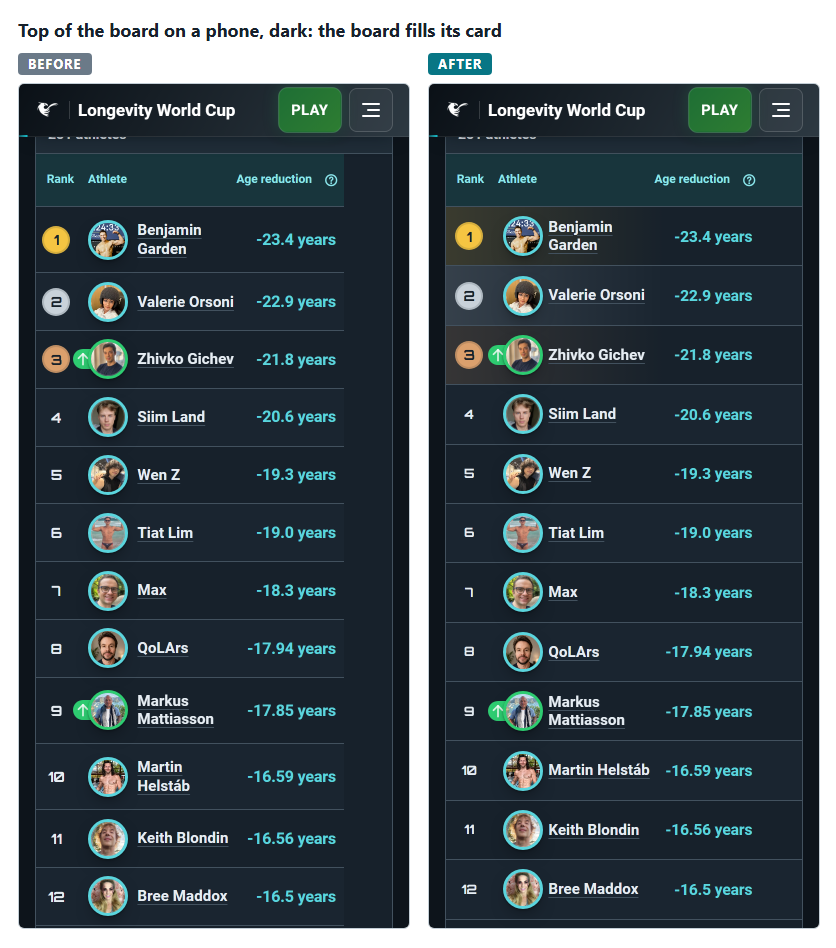 Top of the board on a phone, dark: the board fills its card
BEFORE
Longevity World Cup
PLAY
Rank Athlete Age reduction ?
1 Benjamin Garden -23.4 years
2 Valerie Orsoni -22.9 years
3 Zhivko Gichev -21.8 years
4 Siim Land -20.6 years
5 Wen Z -19.3 years
6 Tiat Lim -19.0 years
7 Max -18.3 years
8 QoLArs -17.94 years
9 Markus Mattiasson -17.85 years
10 Martin Helstáb -16.59 years
11 Keith Blondin -16.56 years
12 Bree Maddox -16.5 years
AFTER
Longevity World Cup
PLAY
Rank Athlete Age reduction ?
1 Benjamin Garden -23.4 years
2 Valerie Orsoni -22.9 years
3 Zhivko Gichev -21.8 years
4 Siim Land -20.6 years
5 Wen Z -19.3 years
6 Tiat Lim -19.0 years
7 Max -18.3 years
8 QoLArs -17.94 years
9 Markus Mattiasson -17.85 years
10 Martin Helstáb -16.59 years
11 Keith Blondin -16.56 years
12 Bree Maddox -16.5 years